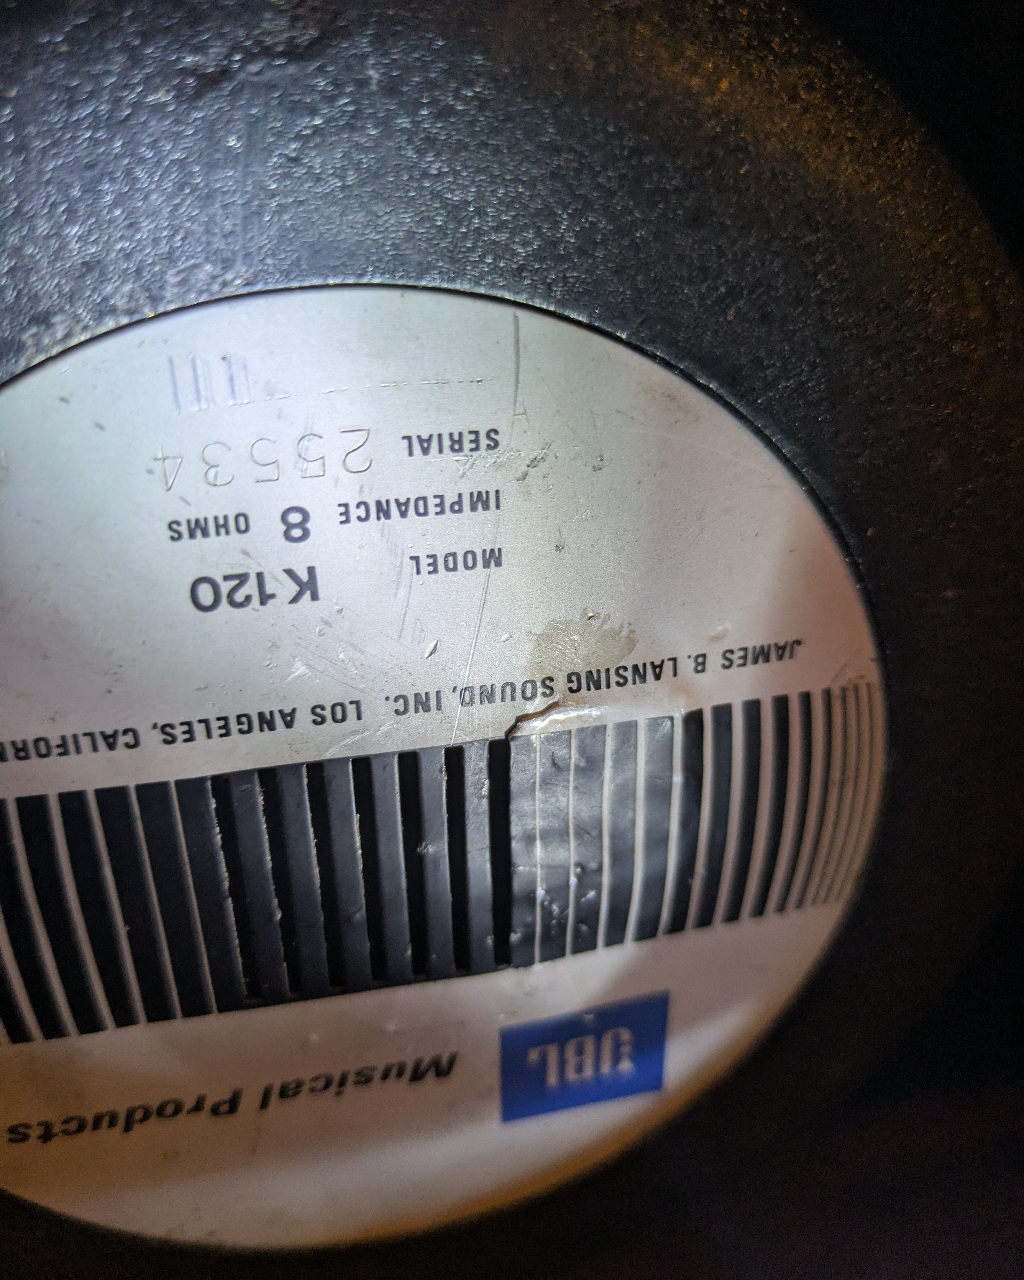 JBL Musical Products
JAMES B. LANSING SOUND, INC. LOS ANGELES,
MODEL K120
IMPEDANCE 8 OHMS
SERIAL 25534